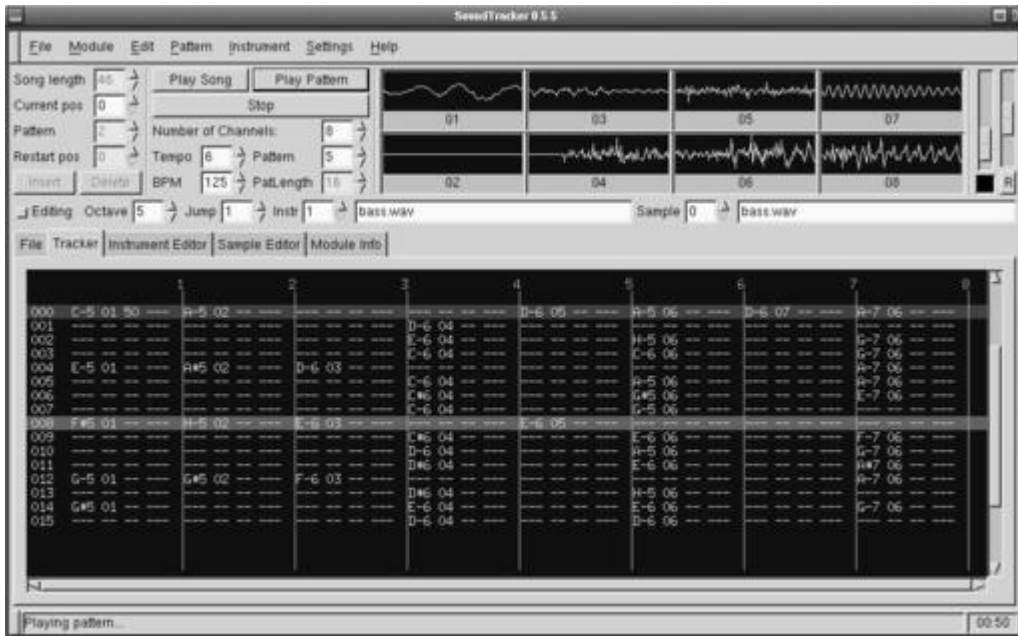 SoundTracker 0.5.5
File Module Edit Pattern Instrument Settings Help
Song length 46 Play Song Play Pattern
Current pos 0 Stop
01 03 05 07
Pattern 2 Number of Channels: 8
Restart pos 0 Tempo 6 Pattern 5
Insert Delete BPM 125 PatLength 16
02 04 06 08 R
Editing Octave 5 Jump 1 Instr 1 bass.wav Sample 0 bass.wav
File Tracker Instrument Editor Sample Editor Module Info
1 2 3 4 5 6 7 8
000 C-5 01 50 --- A-5 02 -- --- --- -- -- --- --- -- -- --- D-6 05 -- --- A-5 06 -- --- D-6 07 -- --- A-7 06 -- ---
001 --- -- -- --- --- -- -- --- --- -- -- --- D-6 04 -- --- --- -- -- --- --- -- -- --- --- -- -- --- --- -- -- ---
002 --- -- -- --- --- -- -- --- --- -- -- --- E-6 04 -- --- --- -- -- --- H-5 06 -- --- --- -- -- --- G-7 06 -- ---
003 --- -- -- --- --- -- -- --- --- -- -- --- C-6 04 -- --- --- -- -- --- C-6 06 -- --- --- -- -- --- G-7 06 -- ---
004 E-5 01 -- --- A#5 02 -- --- D-6 03 -- --- --- -- -- --- --- -- -- --- --- -- -- --- --- -- -- --- A-7 06 -- ---
005 --- -- -- --- --- -- -- --- --- -- -- --- C-6 04 -- --- --- -- -- --- A-5 06 -- --- --- -- -- --- A-7 06 -- ---
006 --- -- -- --- --- -- -- --- --- -- -- --- C#6 04 -- --- --- -- -- --- G#5 06 -- --- --- -- -- --- E-7 06 -- ---
007 --- -- -- --- --- -- -- --- --- -- -- --- C-6 04 -- --- --- -- -- --- G-5 06 -- --- --- -- -- --- --- -- -- ---
008 F#5 01 -- --- H-5 02 -- --- E-6 03 -- --- --- -- -- --- E-6 05 -- --- --- -- -- --- --- -- -- --- --- -- -- ---
009 --- -- -- --- --- -- -- --- --- -- -- --- C#6 04 -- --- --- -- -- --- E-6 06 -- --- --- -- -- --- F-7 06 -- ---
010 --- -- -- --- --- -- -- --- --- -- -- --- D-6 04 -- --- --- -- -- --- A-5 06 -- --- --- -- -- --- G-7 06 -- ---
011 --- -- -- --- --- -- -- --- --- -- -- --- D#6 04 -- --- --- -- -- --- E-6 06 -- --- --- -- -- --- A#7 06 -- ---
012 G-5 01 -- --- G#5 02 -- --- F-6 03 -- --- --- -- -- --- --- -- -- --- --- -- -- --- --- -- -- --- A-7 06 -- ---
013 --- -- -- --- --- -- -- --- --- -- -- --- D#6 04 -- --- --- -- -- --- H-5 06 -- --- --- -- -- --- --- -- -- ---
014 G#5 01 -- --- --- -- -- --- --- -- -- --- E-6 04 -- --- --- -- -- --- E-6 06 -- --- --- -- -- --- G-7 06 -- ---
015 --- -- -- --- --- -- -- --- --- -- -- --- D-6 04 -- --- --- -- -- --- D-6 06 -- --- --- -- -- --- --- -- -- ---
Playing pattern... 00:50